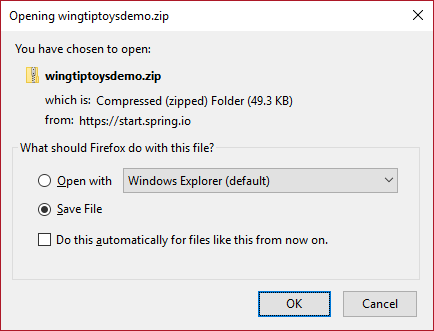 Opening wingtiptoysdemo.zip
You have chosen to open:
wingtiptoysdemo.zip
which is: Compressed (zipped) Folder (49.3 KB)
from: https://start.spring.io
What should Firefox do with this file?
Open with Windows Explorer (default)
Save File
Do this automatically for files like this from now on.
OK Cancel